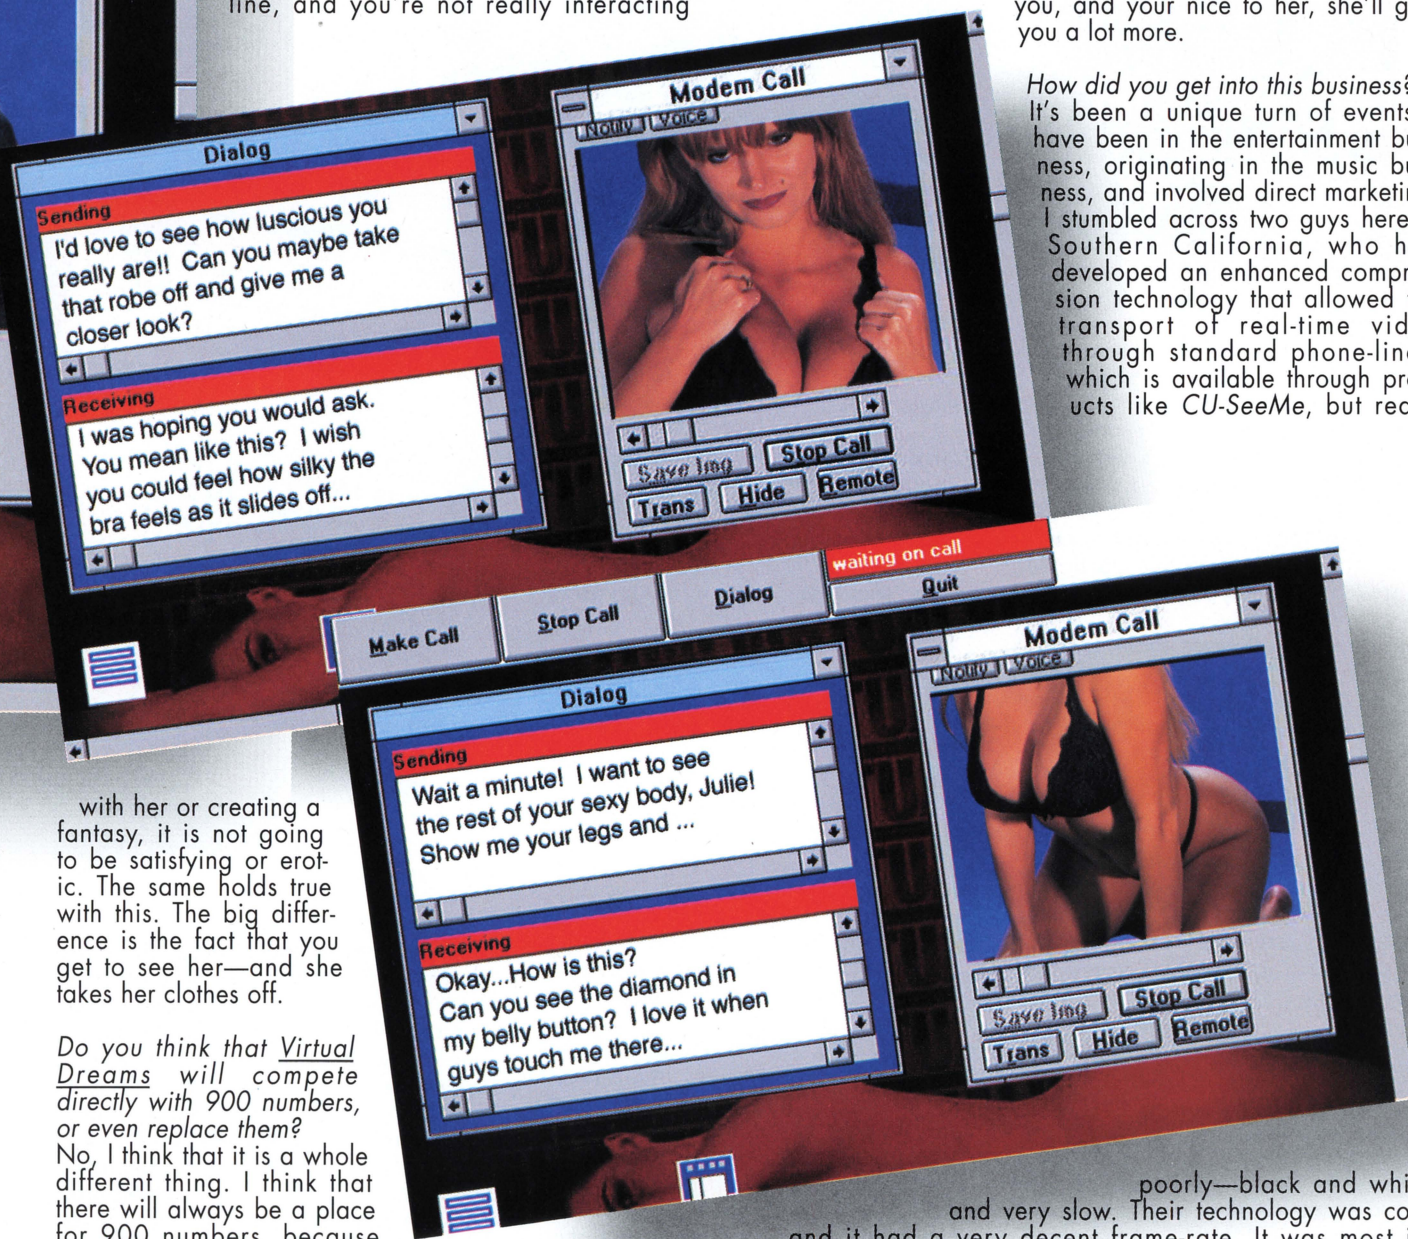 line, and you're not really interacting
you, and your nice to her, she'll
you a lot more.
How did you get into this business?
It's been a unique turn of events
have been in the entertainment
ness, originating in the music
ness, and involved direct
I stumbled across two guys here
Southern California, who
developed an enhanced
sion technology that allowed
transport of real-time
through standard
which is available through
ucts like CU-SeeMe, but
Dialog
Sending
I'd love to see how luscious you
really are!! Can you maybe take
that robe off and give me a
closer look?
Receiving
I was hoping you would ask.
You mean like this? I wish
you could feel how silky the
bra feels as it slides off...
Modem Call
Notify Voice
Save Img Stop Call
Trans Hide Remote
Make Call Stop Call Dialog waiting on call
Quit
Dialog
Sending
Wait a minute! I want to see
the rest of your sexy body, Julie!
Show me your legs and ...
Receiving
Okay...How is this?
Can you see the diamond in
my belly button? I love it when
guys touch me there...
Modem Call
Notify Voice
Save Img Stop Call
Trans Hide Remote
with her or creating a
fantasy, it is not going
to be satisfying or erot-
ic. The same holds true
with this. The big differ-
ence is the fact that you
get to see her—and she
takes her clothes off.
Do you think that Virtual
Dreams will compete
directly with 900 numbers,
or even replace them?
No, I think that it is a whole
different thing. I think that
there will always be a place
for 900 numbers, because
poorly—black and
and very slow. Their technology was
and it had a very decent frame-rate. It was most